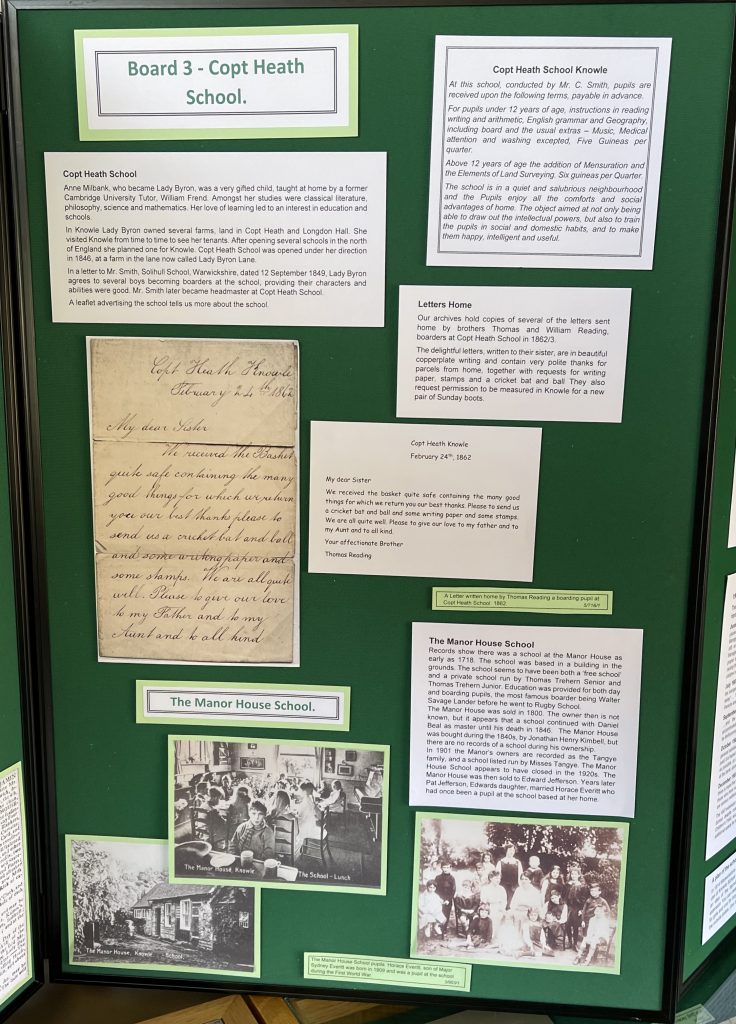 Board 3 - Copt Heath
School.
Copt Heath School Knowle
At this school, conducted by Mr. C. Smith, pupils are
received upon the following terms, payable in advance.
For pupils under 12 years of age, instructions in reading
writing and arithmetic, English grammar and Geography,
including board and the usual extras – Music, Medical
attention and washing excepted, Five Guineas per
quarter.
Above 12 years of age the addition of Mensuration and
the Elements of Land Surveying. Six guineas per Quarter.
The school is in a quiet and salubrious neighbourhood
and the Pupils enjoy all the comforts and social
advantages of home. The object aimed at not only being
able to draw out the intellectual powers, but also to train
the pupils in social and domestic habits, and to make
them happy, intelligent and useful.
Copt Heath School
Anne Milbank, who became Lady Byron, was a very gifted child, taught at home by a former
Cambridge University Tutor, William Frend. Amongst her studies were classical literature,
philosophy, science and mathematics. Her love of learning led to an interest in education and
schools.
In Knowle Lady Byron owned several farms, land in Copt Heath and Longdon Hall. She
visited Knowle from time to time to see her tenants. After opening several schools in the north
of England she planned one for Knowle. Copt Heath School was opened under her direction
in 1846, at a farm in the lane now called Lady Byron Lane.
In a letter to Mr. Smith, Solihull School, Warwickshire, dated 12 September 1849, Lady Byron
agrees to several boys becoming boarders at the school, providing their characters and
abilities were good. Mr. Smith later became headmaster at Copt Heath School.
A leaflet advertising the school tells us more about the school.
Letters Home
Our archives hold copies of several of the letters sent
home by brothers Thomas and William Reading,
boarders at Copt Heath School in 1862/3.
The delightful letters, written to their sister, are in beautiful
copperplate writing and contain very polite thanks for
parcels from home, together with requests for writing
paper, stamps and a cricket bat and ball They also
request permission to be measured in Knowle for a new
pair of Sunday boots.
Copt Heath Knowle
February 24th 1862
My dear Sister
We received the Basket
quite safe containing the many
good things for which we return
you our best thanks please to
send us a cricket bat and ball
and some writing paper and
some stamps. We are all quite
well. Please to give our love
to my Father and to my
Aunt and to all kind
Copt Heath Knowle
February 24th, 1862
My dear Sister
We received the basket quite safe containing the many good
things for which we return you our best thanks. Please to send us
a cricket bat and ball and some writing paper and some stamps.
We are all quite well. Please to give our love to my father and to
my Aunt and to all kind.
Your affectionate Brother
Thomas Reading
A Letter written home by Thomas Reading a boarding pupil at
Copt Heath School. 1862.
The Manor House School
Records show there was a school at the Manor House as
early as 1718. The school was based in a building in the
grounds. The school seems to have been both a 'free school'
and a private school run by Thomas Trehern Senior and
Thomas Trehern Junior. Education was provided for both day
and boarding pupils, the most famous boarder being Walter
Savage Lander before he went to Rugby School.
The Manor House was sold in 1800. The owner then is not
known, but it appears that a school continued with Daniel
Beal as master until his death in 1846. The Manor House
was bought during the 1840s, by Jonathan Henry Kimbell, but
there are no records of a school during his ownership.
In 1901 the Manor's owners are recorded as the Tangye
family, and a school listed run by Misses Tangye. The Manor
House School appears to have closed in the 1920s. The
Manor House was then sold to Edward Jefferson. Years later
Pat Jefferson, Edwards daughter, married Horace Everitt who
had once been a pupil at the school based at her home.
The Manor House School.
The Manor House, Knowle
The School - Lunch
The Manor House, Knowle. School.
The Manor House School pupils. Horace Everitt, son of Major
Sydney Everitt was born in 1909 and was a pupil at the school
during the First World War.